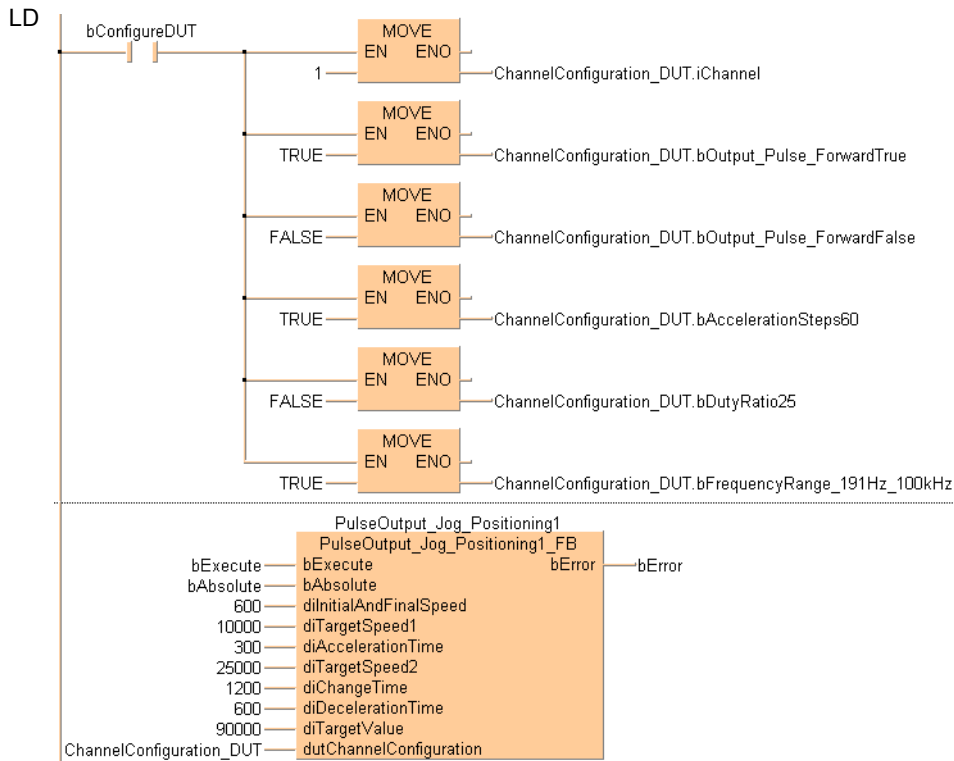 LD
bConfigureDUT
MOVE
EN ENO
1 ChannelConfiguration_DUT.iChannel
MOVE
EN ENO
TRUE ChannelConfiguration_DUT.bOutput_Pulse_ForwardTrue
MOVE
EN ENO
FALSE ChannelConfiguration_DUT.bOutput_Pulse_ForwardFalse
MOVE
EN ENO
TRUE ChannelConfiguration_DUT.bAccelerationSteps60
MOVE
EN ENO
FALSE ChannelConfiguration_DUT.bDutyRatio25
MOVE
EN ENO
TRUE ChannelConfiguration_DUT.bFrequencyRange_191Hz_100kHz
PulseOutput_Jog_Positioning1
PulseOutput_Jog_Positioning1_FB
bExecute bExecute bError bError
bAbsolute bAbsolute
600 diInitialAndFinalSpeed
10000 diTargetSpeed1
300 diAccelerationTime
25000 diTargetSpeed2
1200 diChangeTime
600 diDecelerationTime
90000 diTargetValue
ChannelConfiguration_DUT dutChannelConfiguration